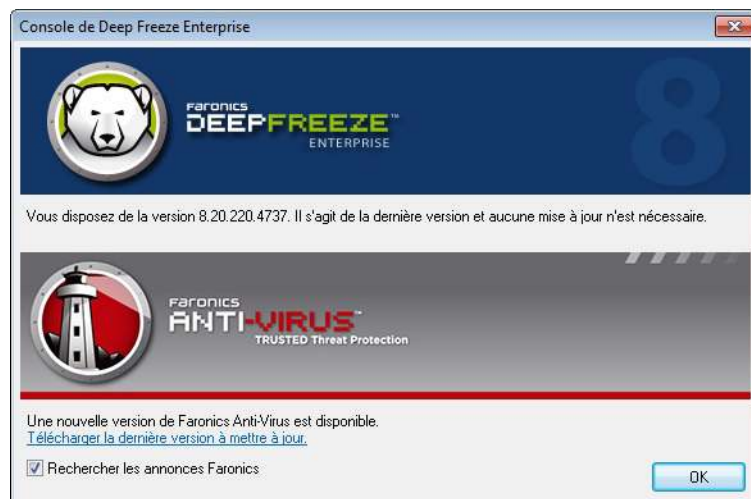 Console de Deep Freeze Enterprise
Faronics
DEEPFREEZE™
ENTERPRISE
8
Vous disposez de la version 8.20.220.4737. Il s'agit de la dernière version et aucune mise à jour n'est nécessaire.
Faronics
ANTI-VIRUS™
TRUSTED Threat Protection
Une nouvelle version de Faronics Anti-Virus est disponible.
Télécharger la dernière version à mettre à jour.
Rechercher les annonces Faronics
OK